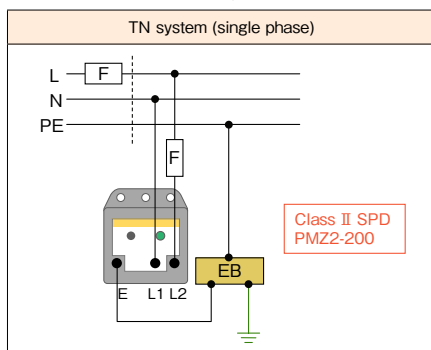 TN system (single phase)
L
F
N
PE
F
Class Ⅱ SPD
PMZ2-200
EB
E L1 L2